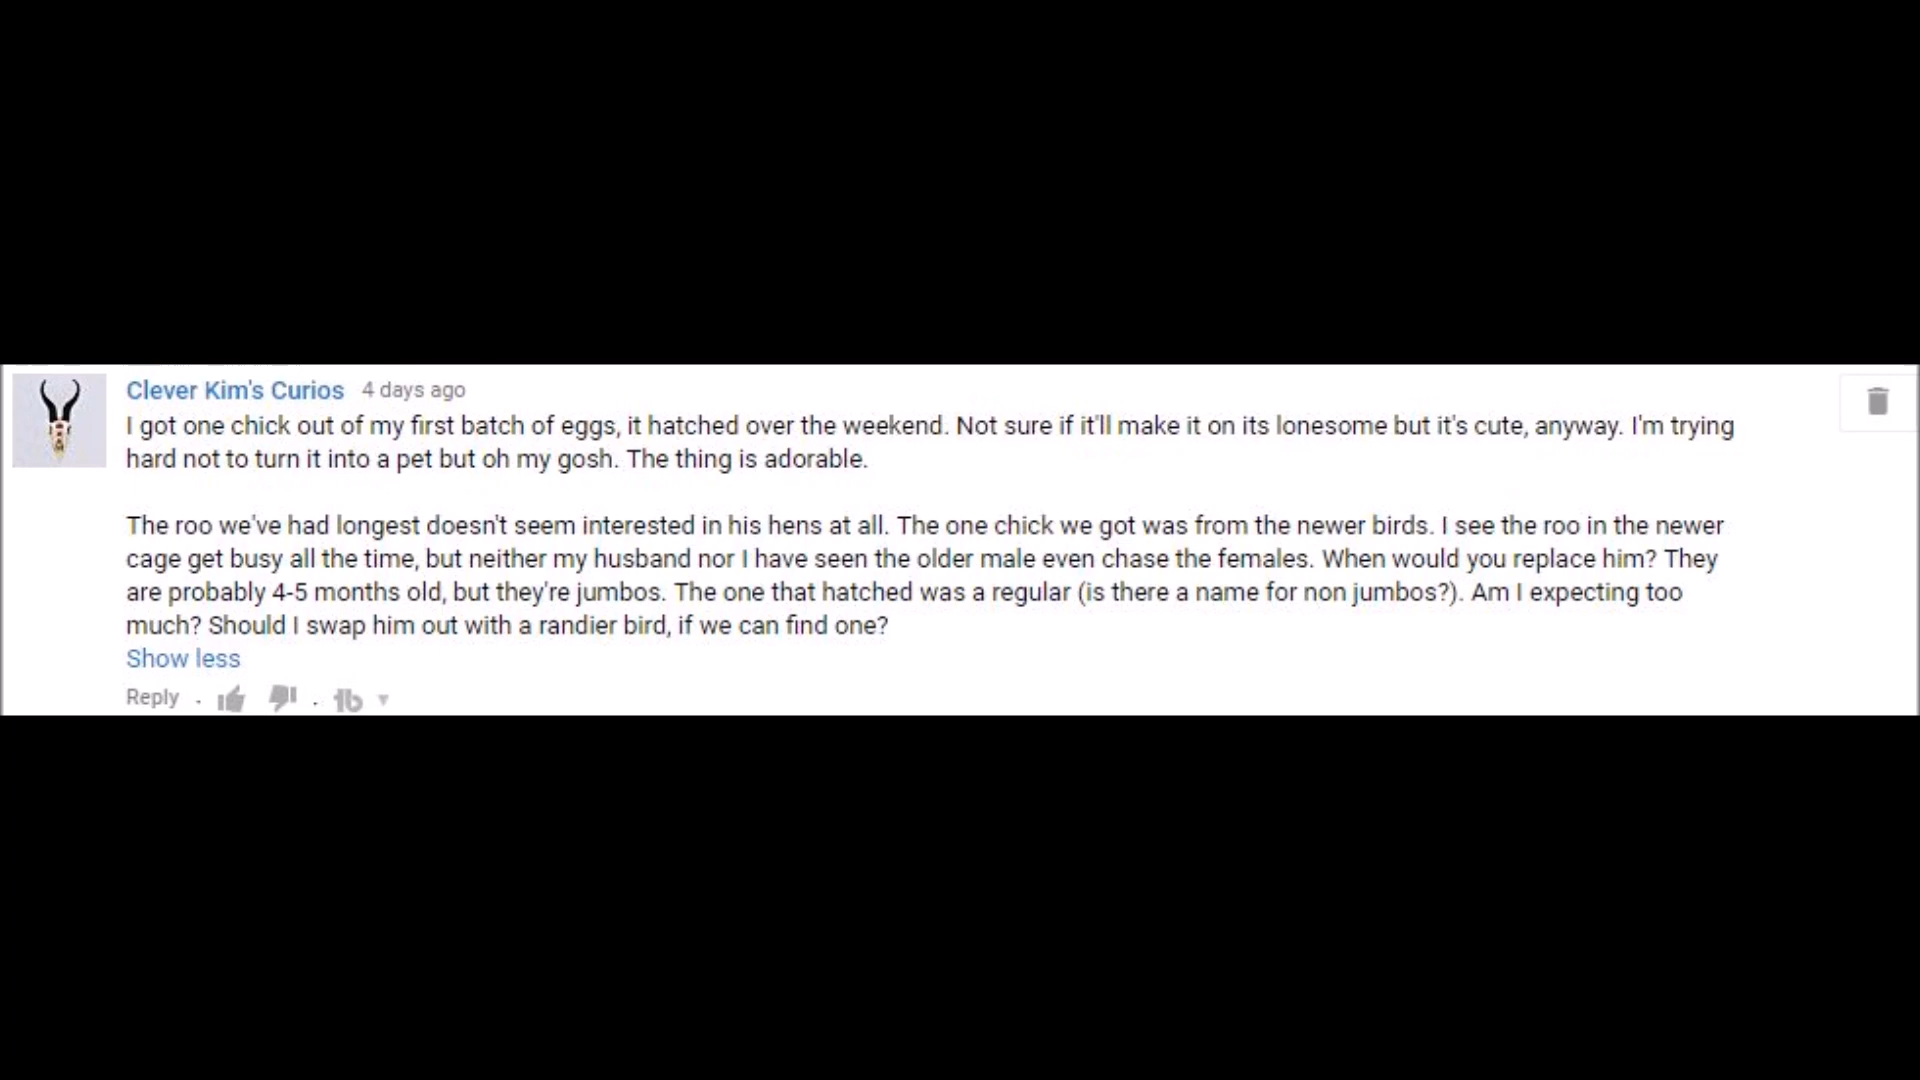 Clever Kim's Curios 4 days ago
I got one chick out of my first batch of eggs, it hatched over the weekend. Not sure if it'll make it on its lonesome but it's cute, anyway. I'm trying
hard not to turn it into a pet but oh my gosh. The thing is adorable.
The roo we've had longest doesn't seem interested in his hens at all. The one chick we got was from the newer birds. I see the roo in the newer
cage get busy all the time, but neither my husband nor I have seen the older male even chase the females. When would you replace him? They
are probably 4-5 months old, but they're jumbos. The one that hatched was a regular (is there a name for non jumbos?). Am I expecting too
much? Should I swap him out with a randier bird, if we can find one?
Show less
Reply